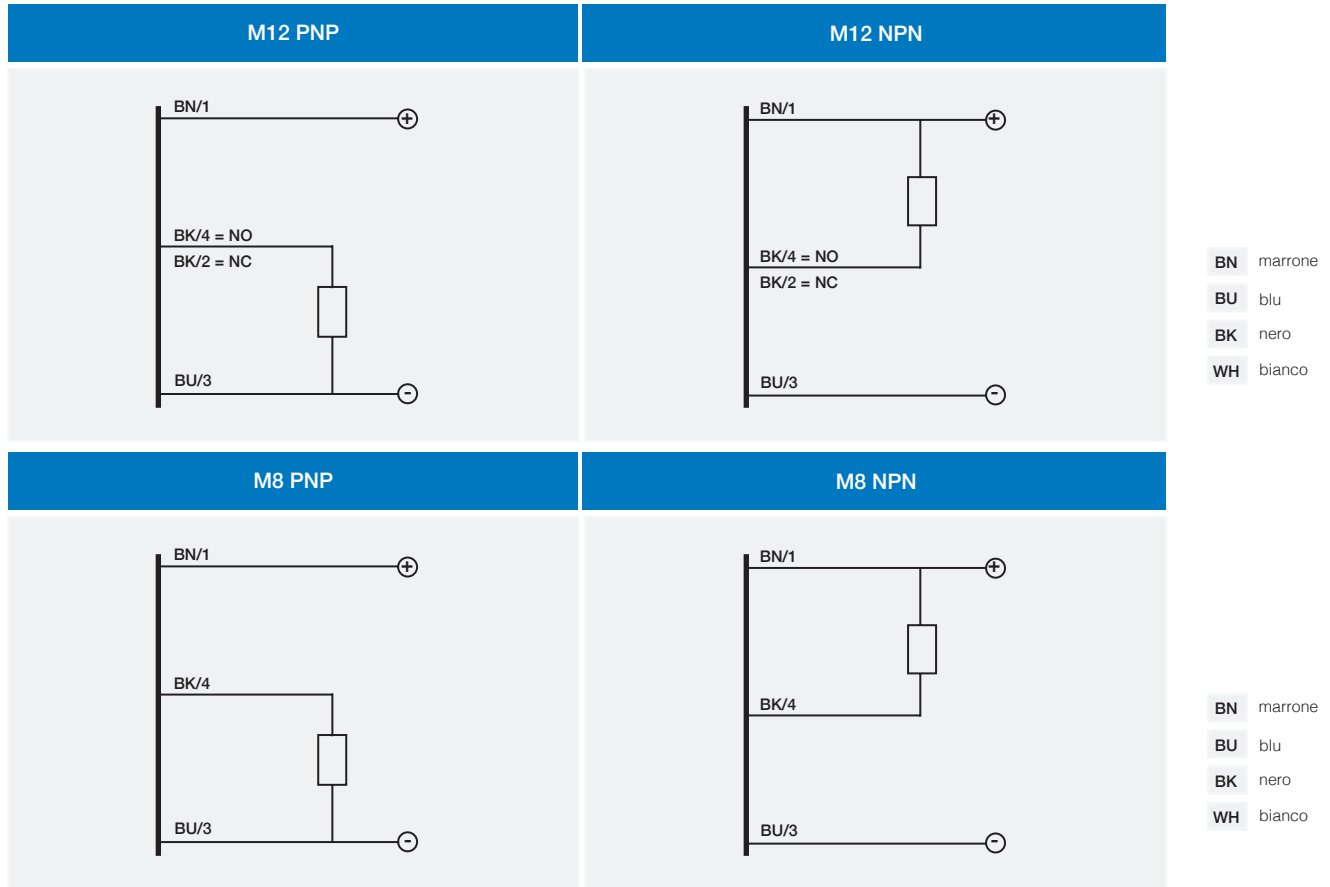 M12 PNP
M12 NPN
BN/1
+
BK/4 = NO
BK/2 = NC
BU/3
-
BN/1
+
BK/4 = NO
BK/2 = NC
BU/3
-
BN marrone
BU blu
BK nero
WH bianco
M8 PNP
M8 NPN
BN/1
+
BK/4
BU/3
-
BN/1
+
BK/4
BU/3
-
BN marrone
BU blu
BK nero
WH bianco